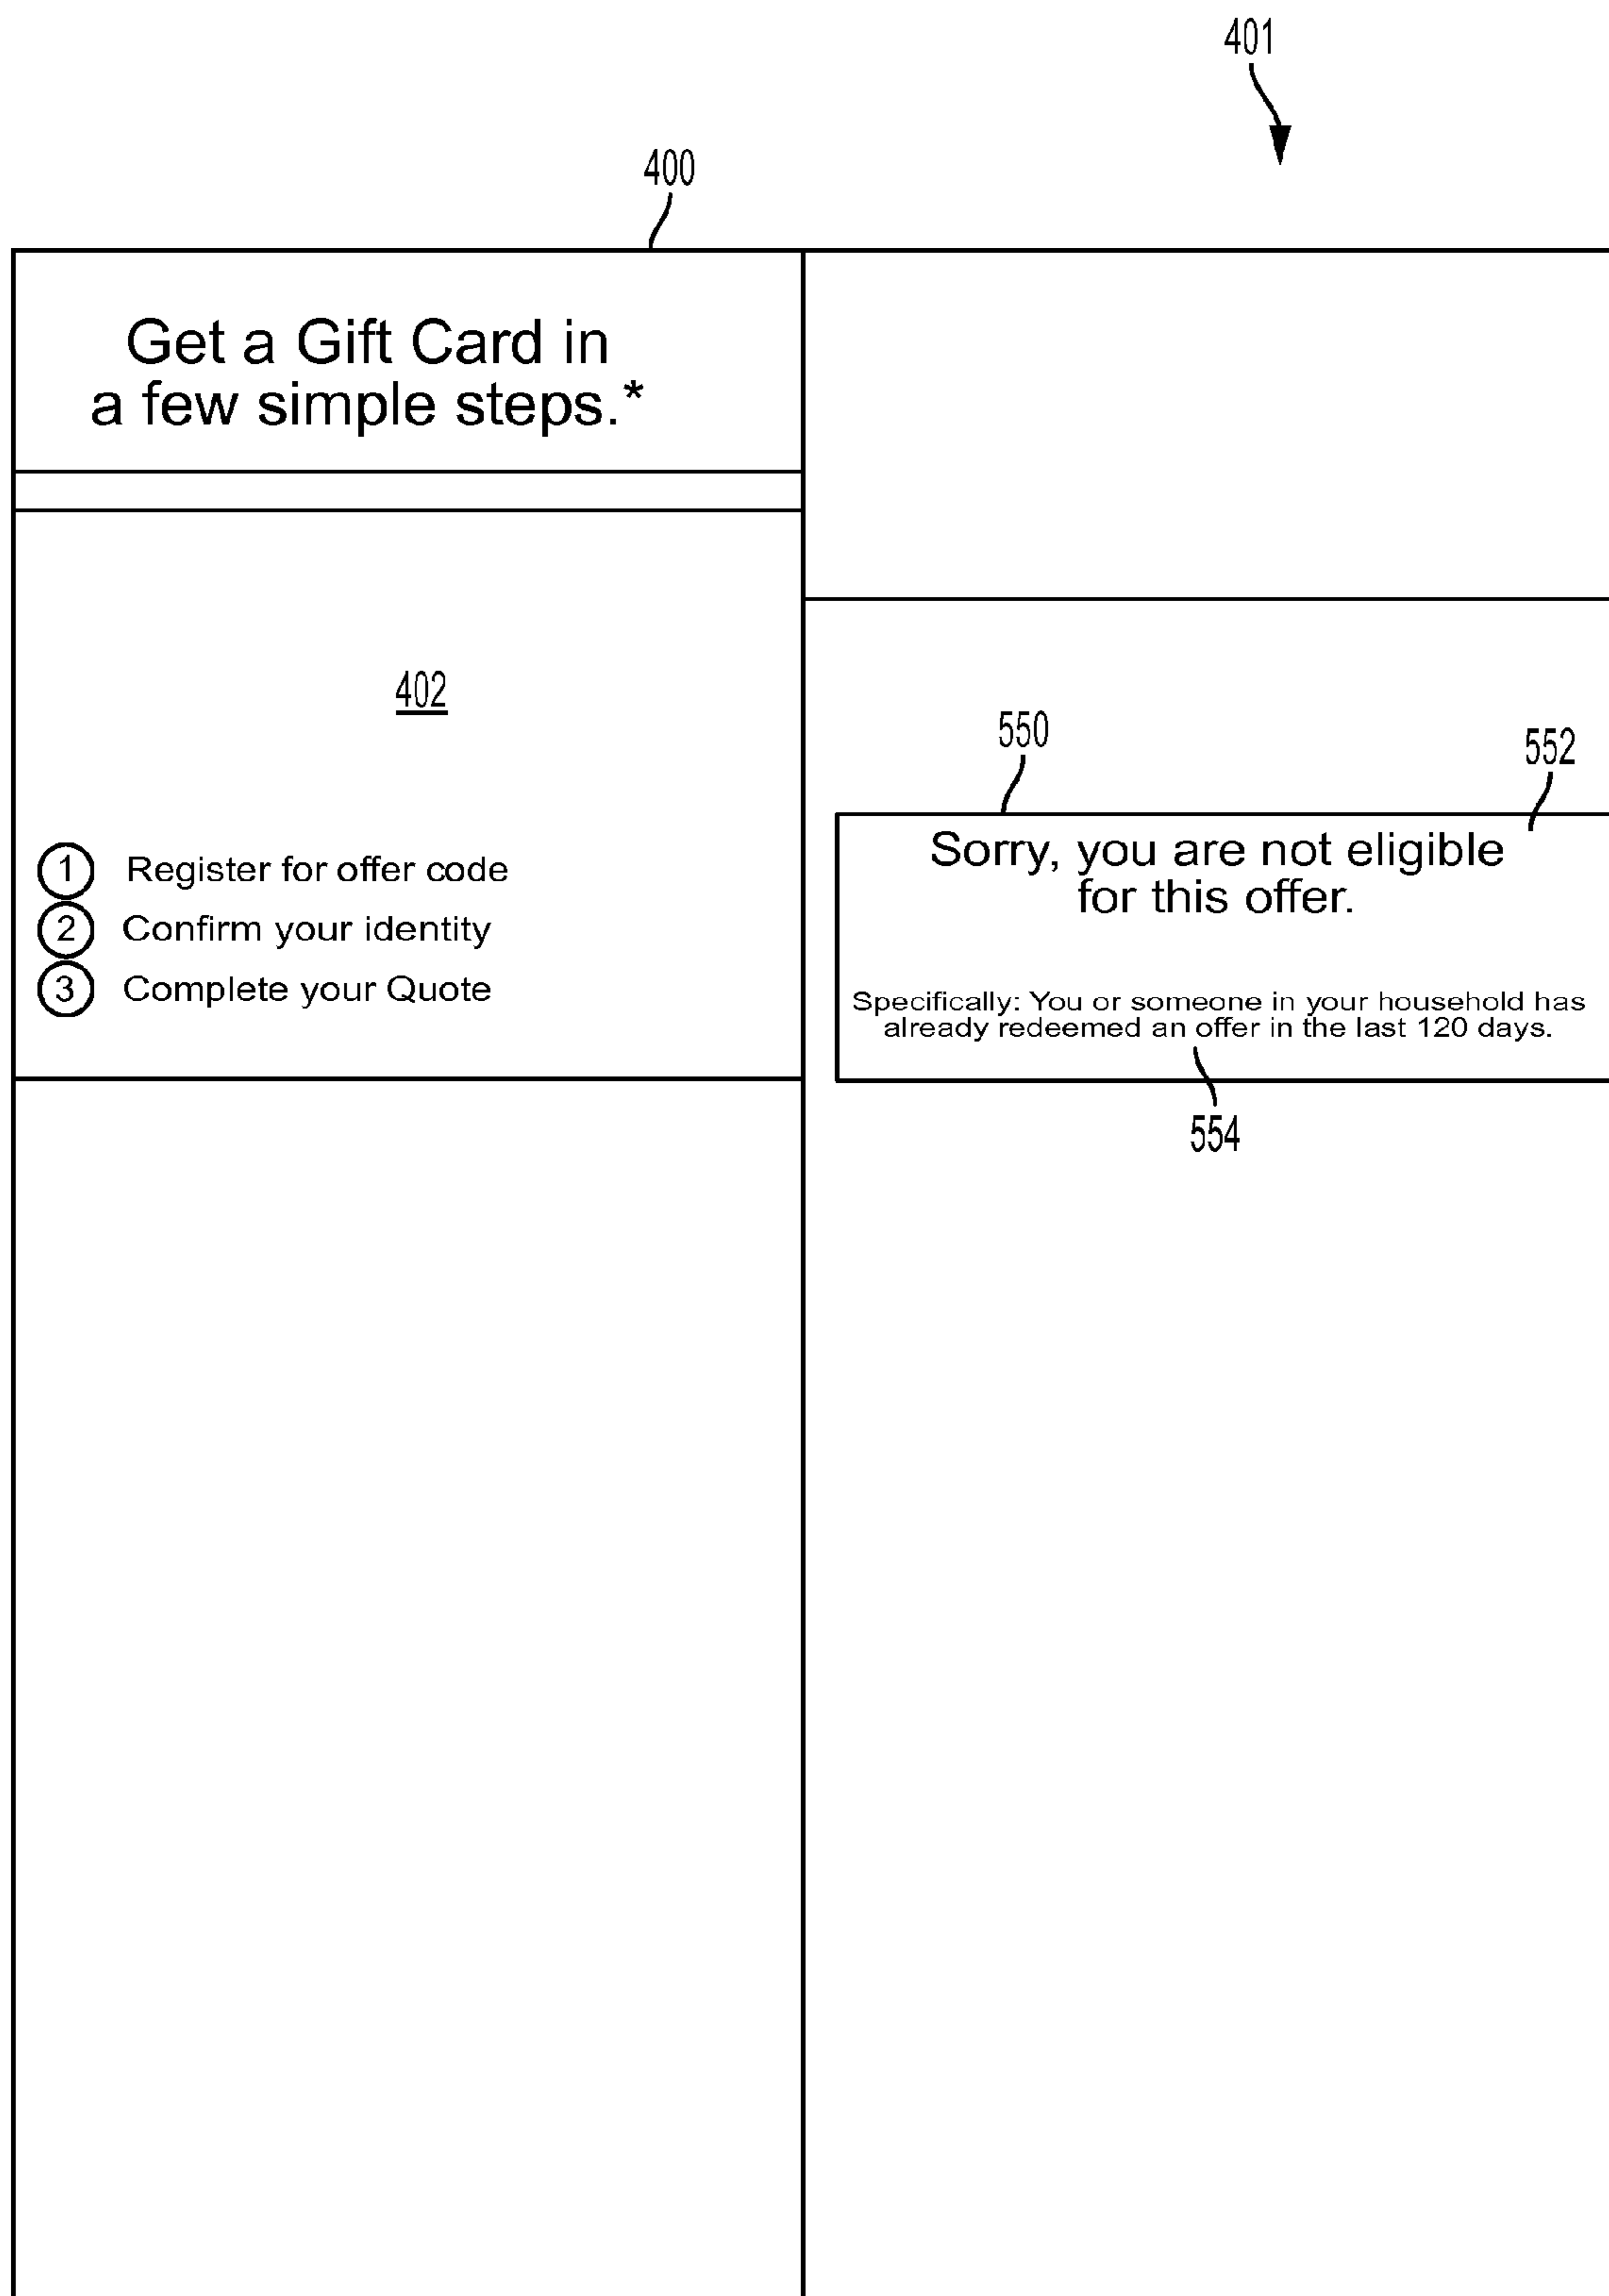 401
400
Get a Gift Card in
a few simple steps.*
402
1 Register for offer code
2 Confirm your identity
3 Complete your Quote
550
552
Sorry, you are not eligible
for this offer.
Specifically: You or someone in your household has
already redeemed an offer in the last 120 days.
554